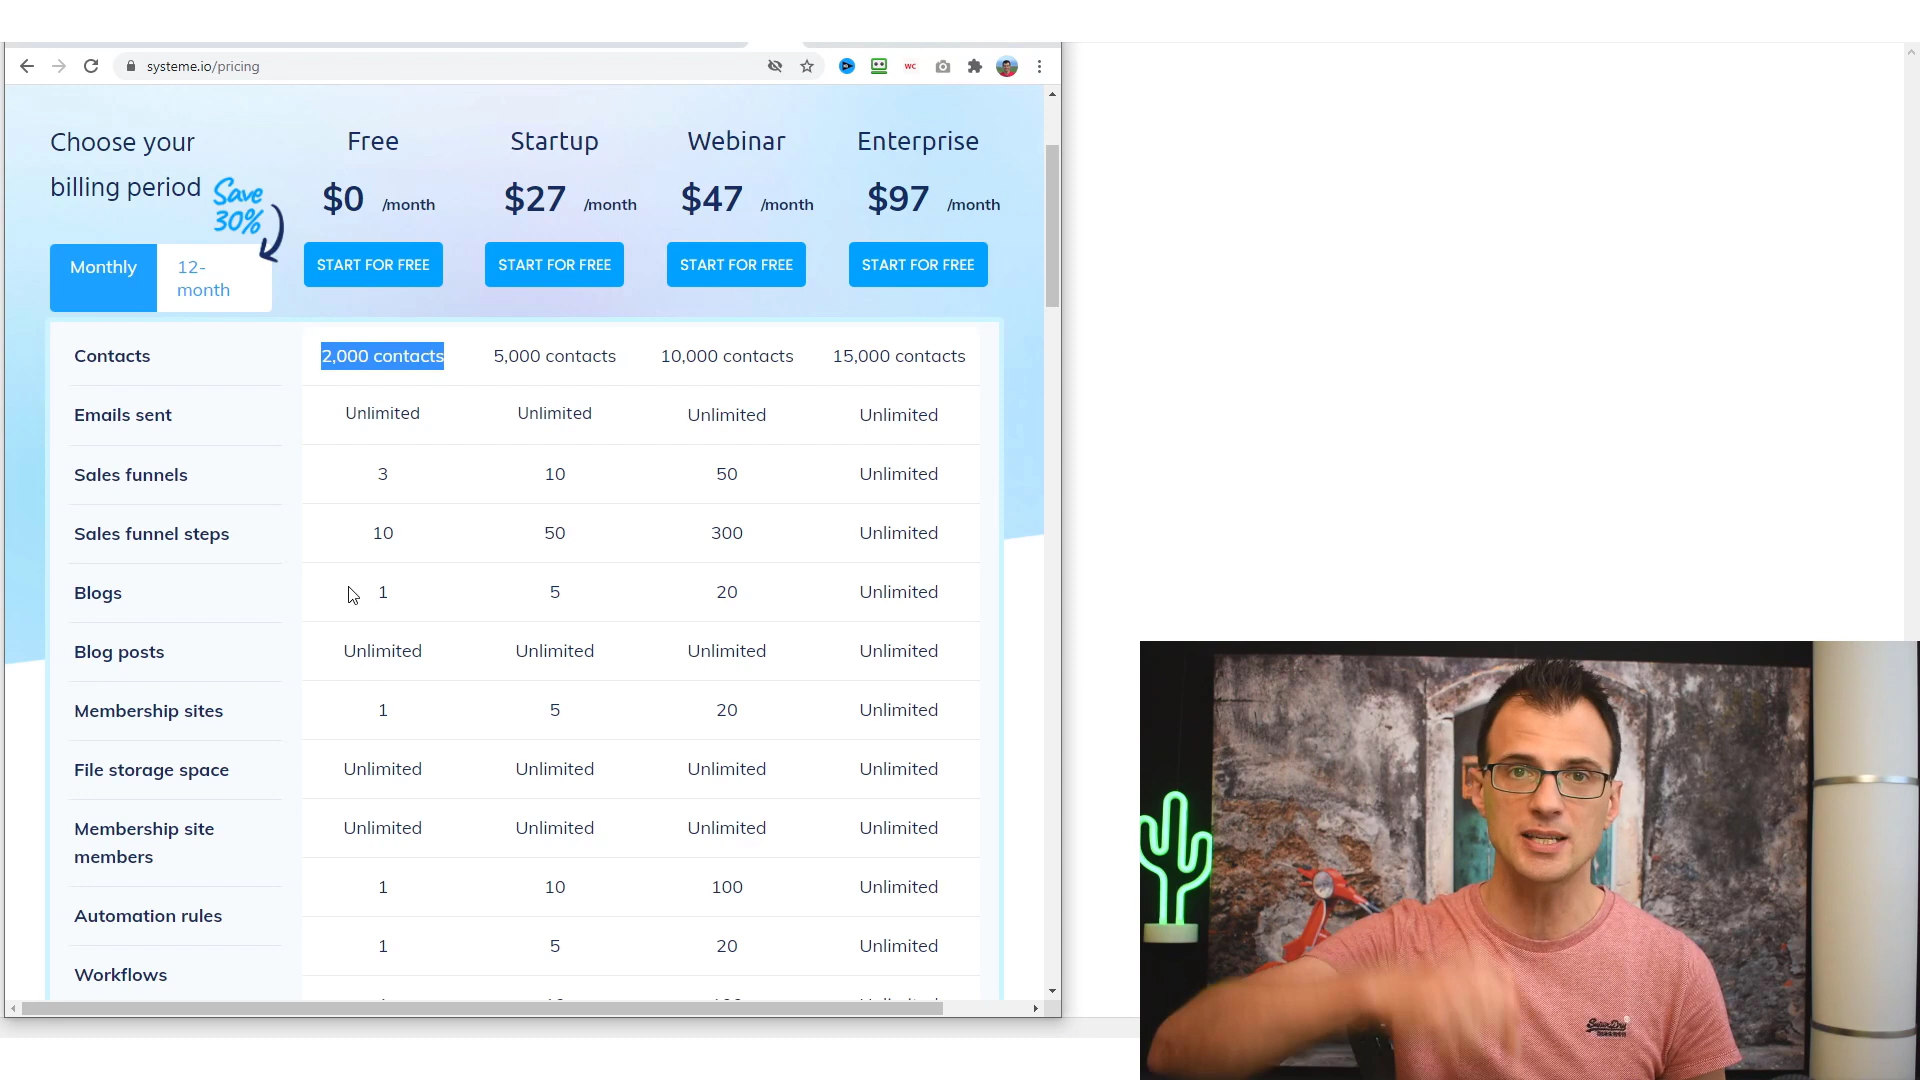 systeme.io/pricing
WC
Choose your
billing period
Save
30%
Monthly
12-
month
Free
$0 /month
START FOR FREE
Startup
$27 /month
START FOR FREE
Webinar
$47 /month
START FOR FREE
Enterprise
$97 /month
START FOR FREE
Contacts 2,000 contacts 5,000 contacts 10,000 contacts 15,000 contacts
Emails sent Unlimited Unlimited Unlimited Unlimited
Sales funnels 3 10 50 Unlimited
Sales funnel steps 10 50 300 Unlimited
Blogs 1 5 20 Unlimited
Blog posts Unlimited Unlimited Unlimited Unlimited
Membership sites 1 5 20 Unlimited
File storage space Unlimited Unlimited Unlimited Unlimited
Membership site Unlimited Unlimited Unlimited Unlimited
members
1 10 100 Unlimited
Automation rules
1 5 20 Unlimited
Workflows